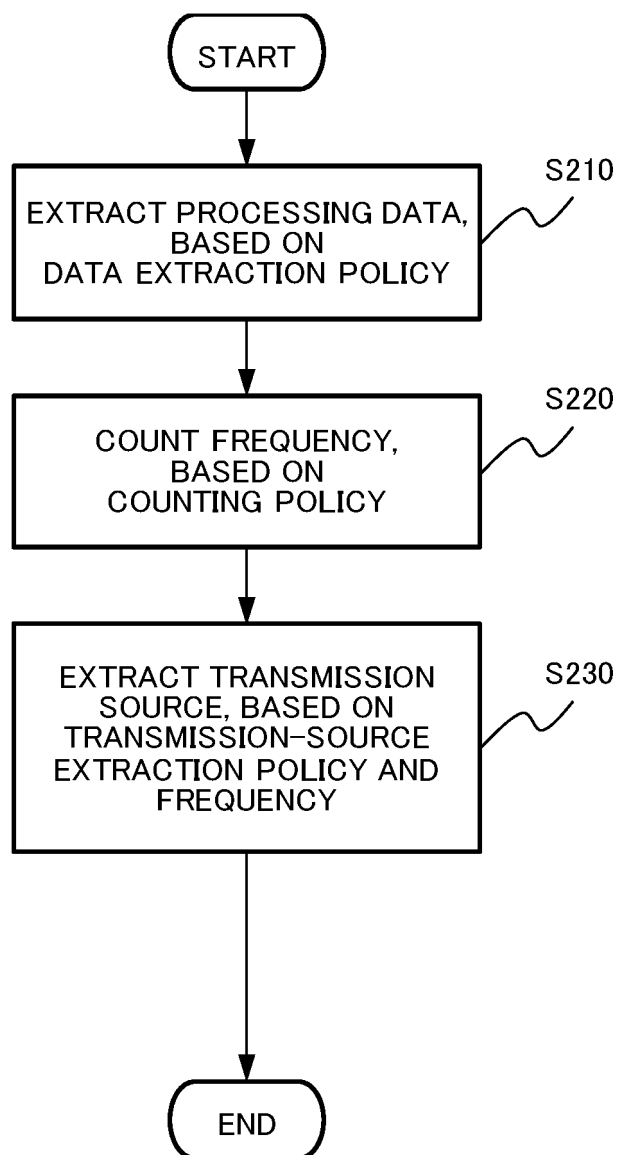 START
S210
EXTRACT PROCESSING DATA,
BASED ON
DATA EXTRACTION POLICY
S220
COUNT FREQUENCY,
BASED ON
COUNTING POLICY
S230
EXTRACT TRANSMISSION
SOURCE, BASED ON
TRANSMISSION-SOURCE
EXTRACTION POLICY AND
FREQUENCY
END